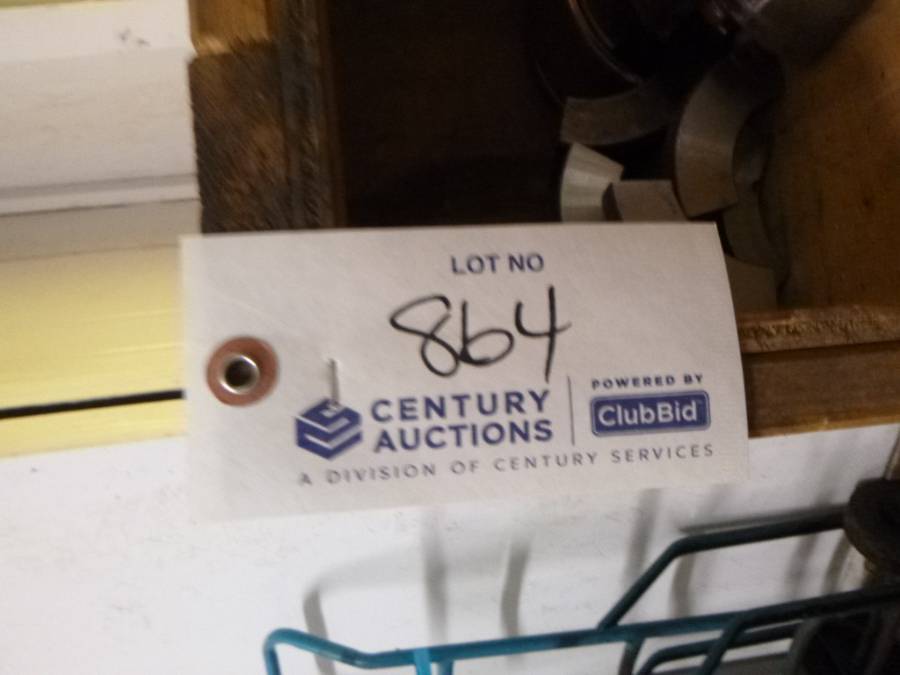 LOT NO
864
CENTURY AUCTIONS
POWERED BY
ClubBid
A DIVISION OF CENTURY SERVICES